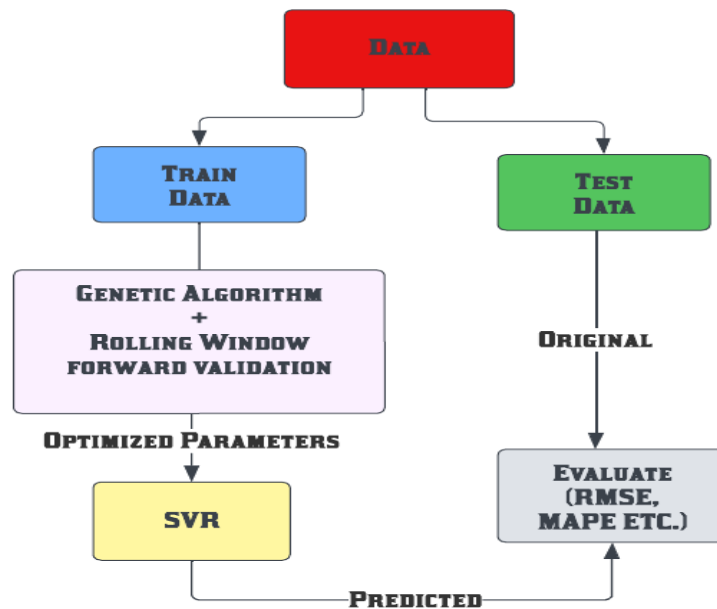 Data
Train
Data
Test
Data
Genetic Algorithm
+
Rolling Window
forward validation
Original
Optimized Parameters
SVR
Evaluate
(RMSE,
MAPE etc.)
Predicted